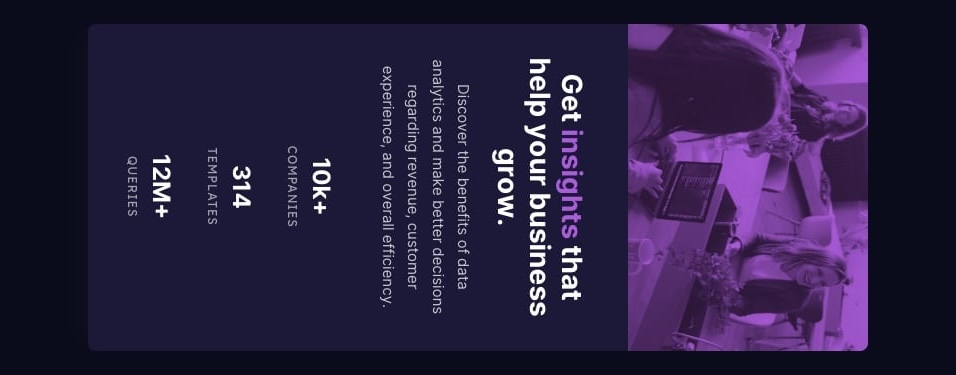 Get insights that
help your business
grow.
Discover the benefits of data
analytics and make better decisions
regarding revenue, customer
experience, and overall efficiency.
10k+
COMPANIES
314
TEMPLATES
12M+
QUERIES